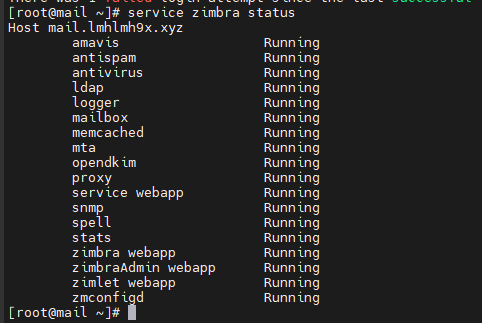 There was 1 failed login attempt since the last successful
[root@mail ~]# service zimbra status
Host mail.lmhlmh9x.xyz
amavis Running
antispam Running
antivirus Running
ldap Running
logger Running
mailbox Running
memcached Running
mta Running
opendkim Running
proxy Running
service webapp Running
snmp Running
spell Running
stats Running
zimbra webapp Running
zimbraAdmin webapp Running
zimlet webapp Running
zmconfigd Running
[root@mail ~]#